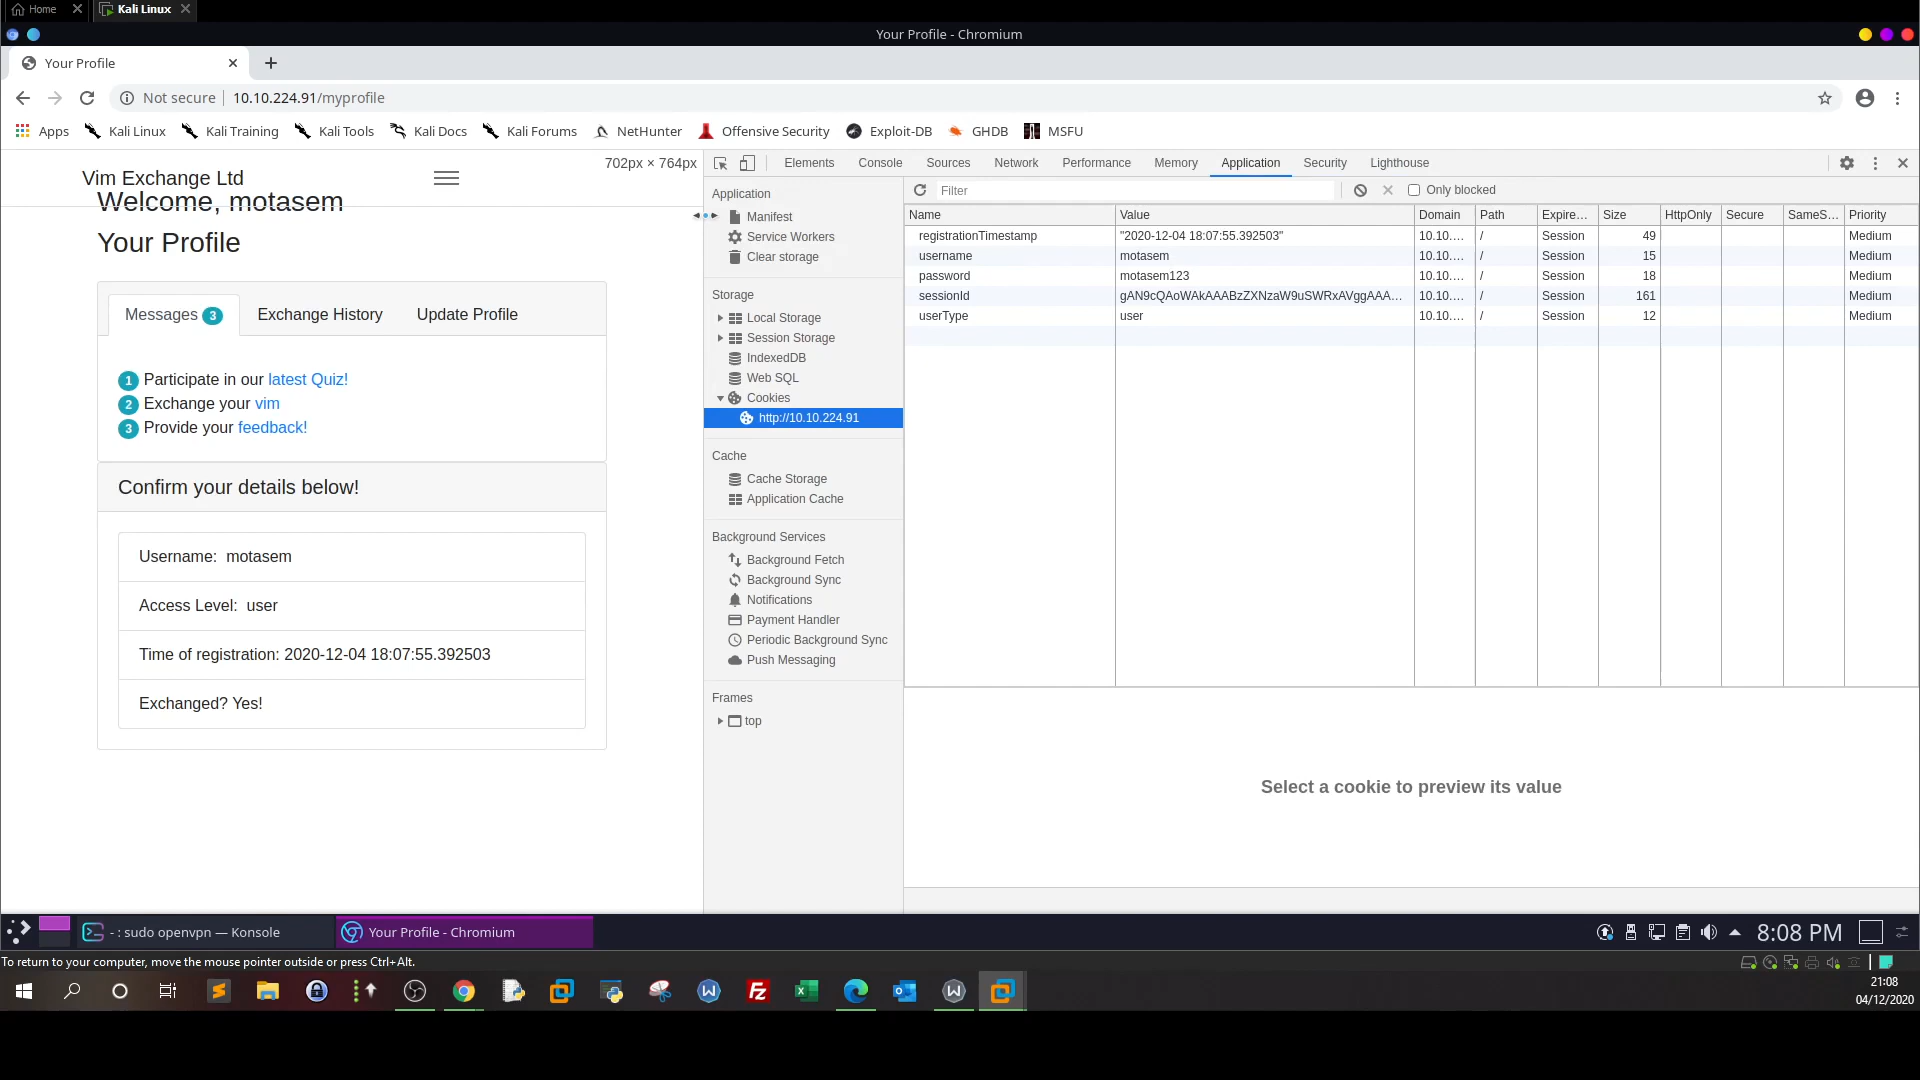 Home
Kali Linux
Your Profile - Chromium
Your Profile
Not secure
10.10.224.91/myprofile
Apps
Kali Linux
Kali Training
Kali Tools
Kali Docs
Kali Forums
NetHunter
Offensive Security
Exploit-DB
GHDB
MSFU
Vim Exchange Ltd
702px × 764px
Welcome, motasem
Your Profile
Messages 3
Exchange History
Update Profile
1 Participate in our latest Quiz!
2 Exchange your vim
3 Provide your feedback!
Confirm your details below!
Username: motasem
Access Level: user
Time of registration: 2020-12-04 18:07:55.392503
Exchanged? Yes!
Elements
Console
Sources
Network
Performance
Memory
Application
Security
Lighthouse
Application
Manifest
Service Workers
Clear storage
Storage
Local Storage
Session Storage
IndexedDB
Web SQL
Cookies
http://10.10.224.91
Cache
Cache Storage
Application Cache
Background Services
Background Fetch
Background Sync
Notifications
Payment Handler
Periodic Background Sync
Push Messaging
Frames
top
Filter
Only blocked
Name Value Domain Path Expire... Size HttpOnly Secure SameS... Priority
registrationTimestamp "2020-12-04 18:07:55.392503" 10.10.... / Session 49 Medium
username motasem 10.10.... / Session 15 Medium
password motasem123 10.10.... / Session 18 Medium
sessionId gAN9cQAoWAkAAABzZXNzaW9uSWRxAVggAAA... 10.10.... / Session 161 Medium
userType user 10.10.... / Session 12 Medium
Select a cookie to preview its value
- : sudo openvpn — Konsole
Your Profile - Chromium
8:08 PM
To return to your computer, move the mouse pointer outside or press Ctrl+Alt.
21:08
04/12/2020